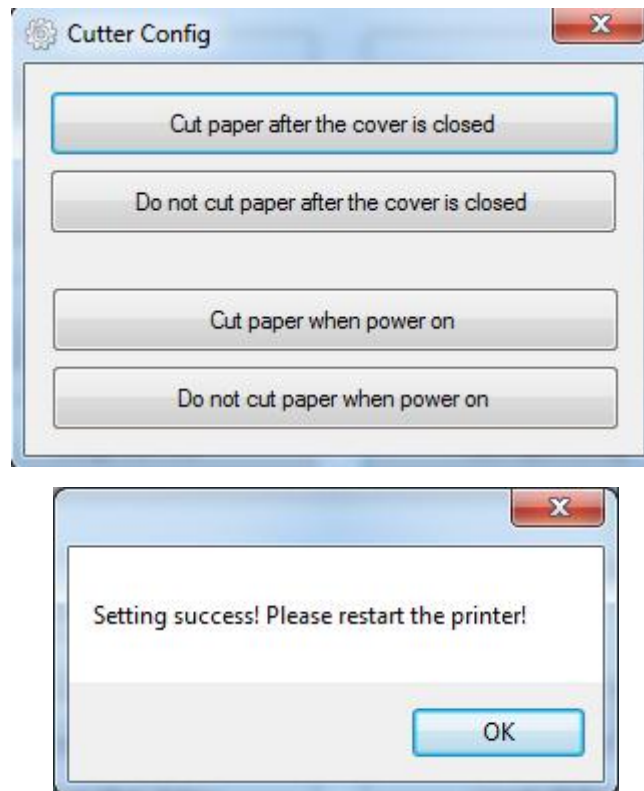 Cutter Config
Cut paper after the cover is closed
Do not cut paper after the cover is closed
Cut paper when power on
Do not cut paper when power on
Setting success! Please restart the printer!
OK